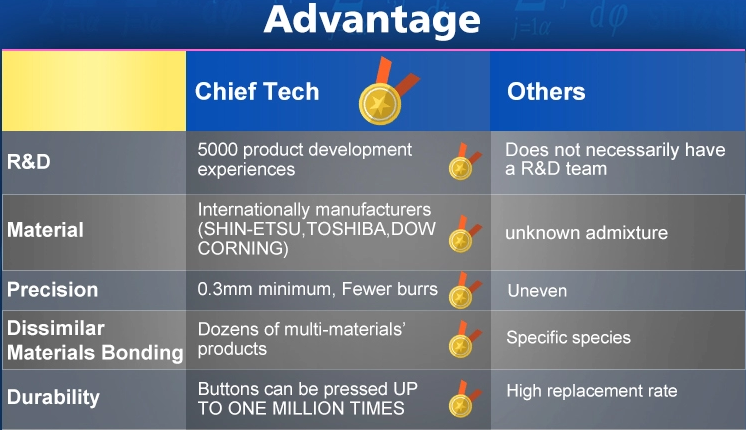 Advantage
Chief Tech
Others
R&D
5000 product development
experiences
Does not necessarily have
a R&D team
Material
Internationally manufacturers
(SHIN-ETSU,TOSHIBA,DOW
CORNING)
unknown admixture
Precision
0.3mm minimum, Fewer burrs
Uneven
Dissimilar
Materials Bonding
Dozens of multi-materials’
products
Specific species
Durability
Buttons can be pressed UP
TO ONE MILLION TIMES
High replacement rate